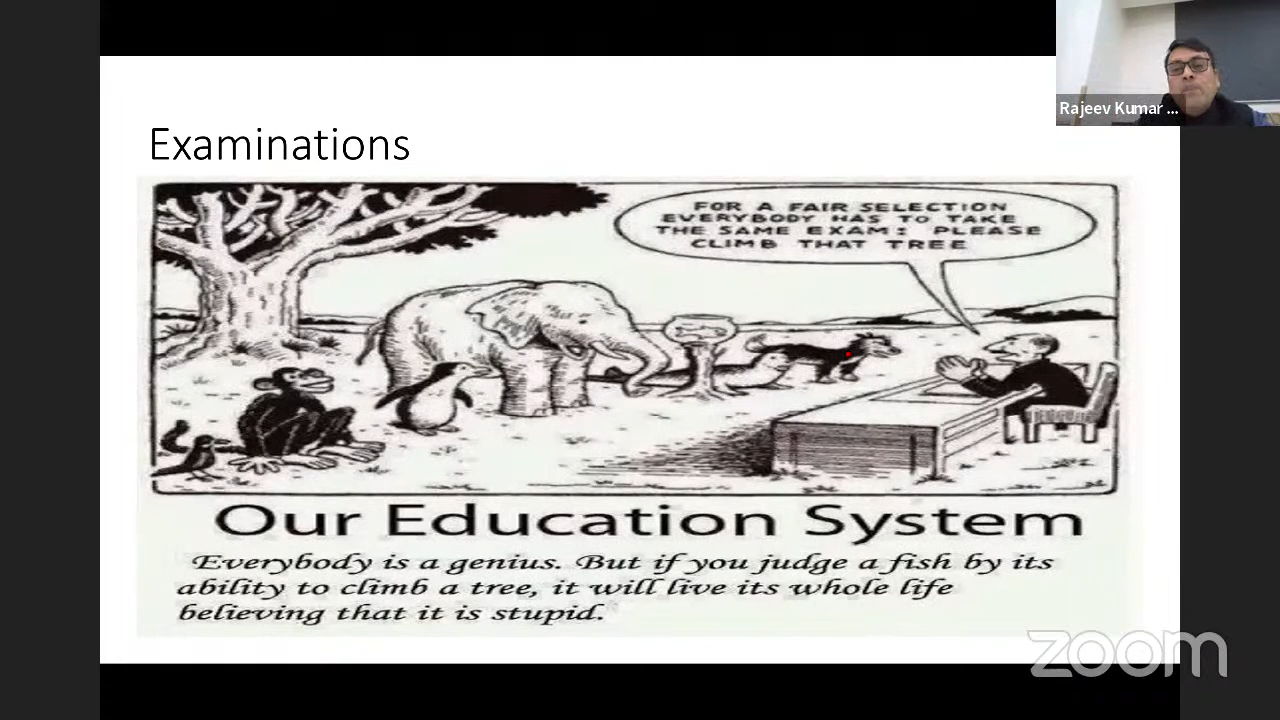 Rajeev Kumar ...
Examinations
FOR A FAIR SELECTION
EVERYBODY HAS TO TAKE
THE SAME EXAM: PLEASE
CLIMB THAT TREE
Our Education System
Everybody is a genius. But if you judge a fish by its
ability to climb a tree, it will live its whole life
believing that it is stupid.
zoom